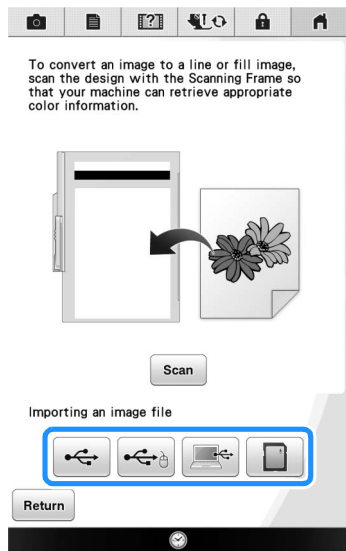 To convert an image to a line or fill image,
scan the design with the Scanning Frame so
that your machine can retrieve appropriate
color information.
Scan
Importing an image file
Return